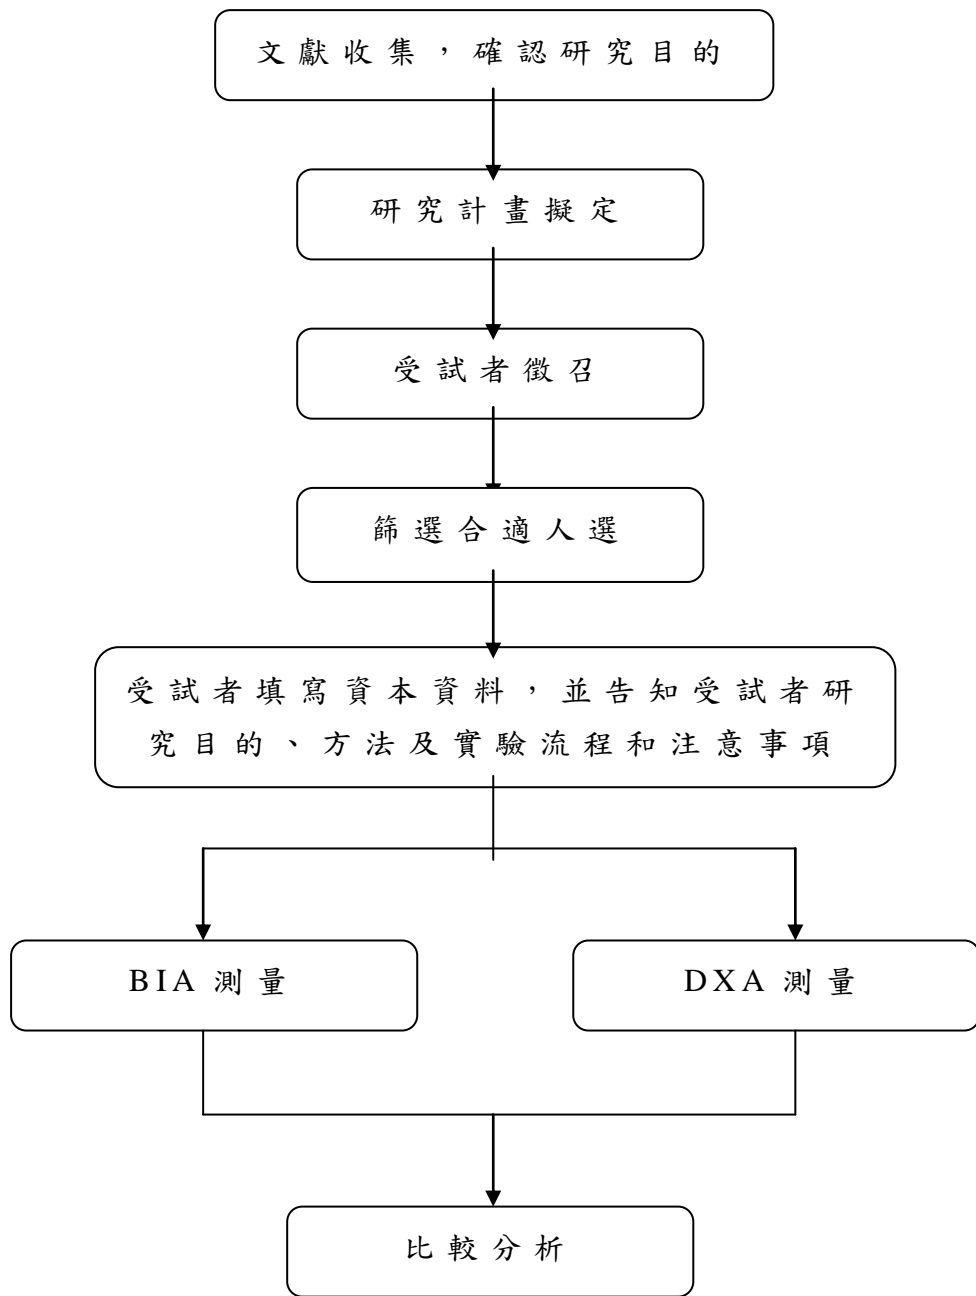 文獻收集，確認研究目的
研究計畫擬定
受試者徵召
篩選合適人選
受試者填寫資本資料，並告知受試者研
究目的、方法及實驗流程和注意事項
BIA 測量
DXA 測量
比較分析